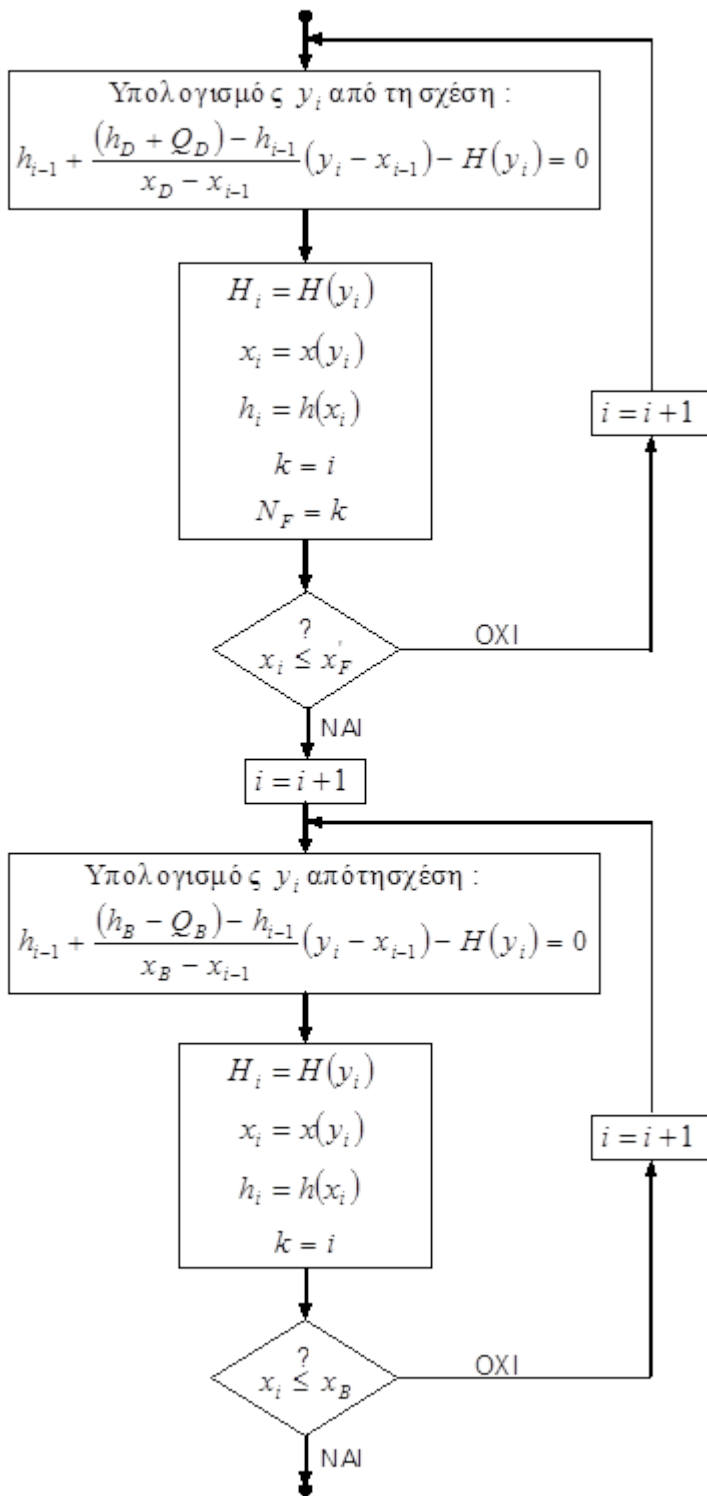 Υπολογισμός y_i από τη σχέση :
h_{i-1} + \frac{(h_D + Q_D) - h_{i-1}}{x_D - x_{i-1}} (y_i - x_{i-1}) - H(y_i) = 0
H_i = H(y_i)
x_i = x(y_i)
h_i = h(x_i)
i = i + 1
k = i
N_F = k
?
x_i ≤ x'_F
ΟΧΙ
ΝΑΙ
i = i + 1
Υπολογισμός y_i απότησχέση :
h_{i-1} + \frac{(h_B - Q_B) - h_{i-1}}{x_B - x_{i-1}} (y_i - x_{i-1}) - H(y_i) = 0
H_i = H(y_i)
x_i = x(y_i)
i = i + 1
h_i = h(x_i)
k = i
?
x_i ≤ x_B
ΟΧΙ
ΝΑΙ